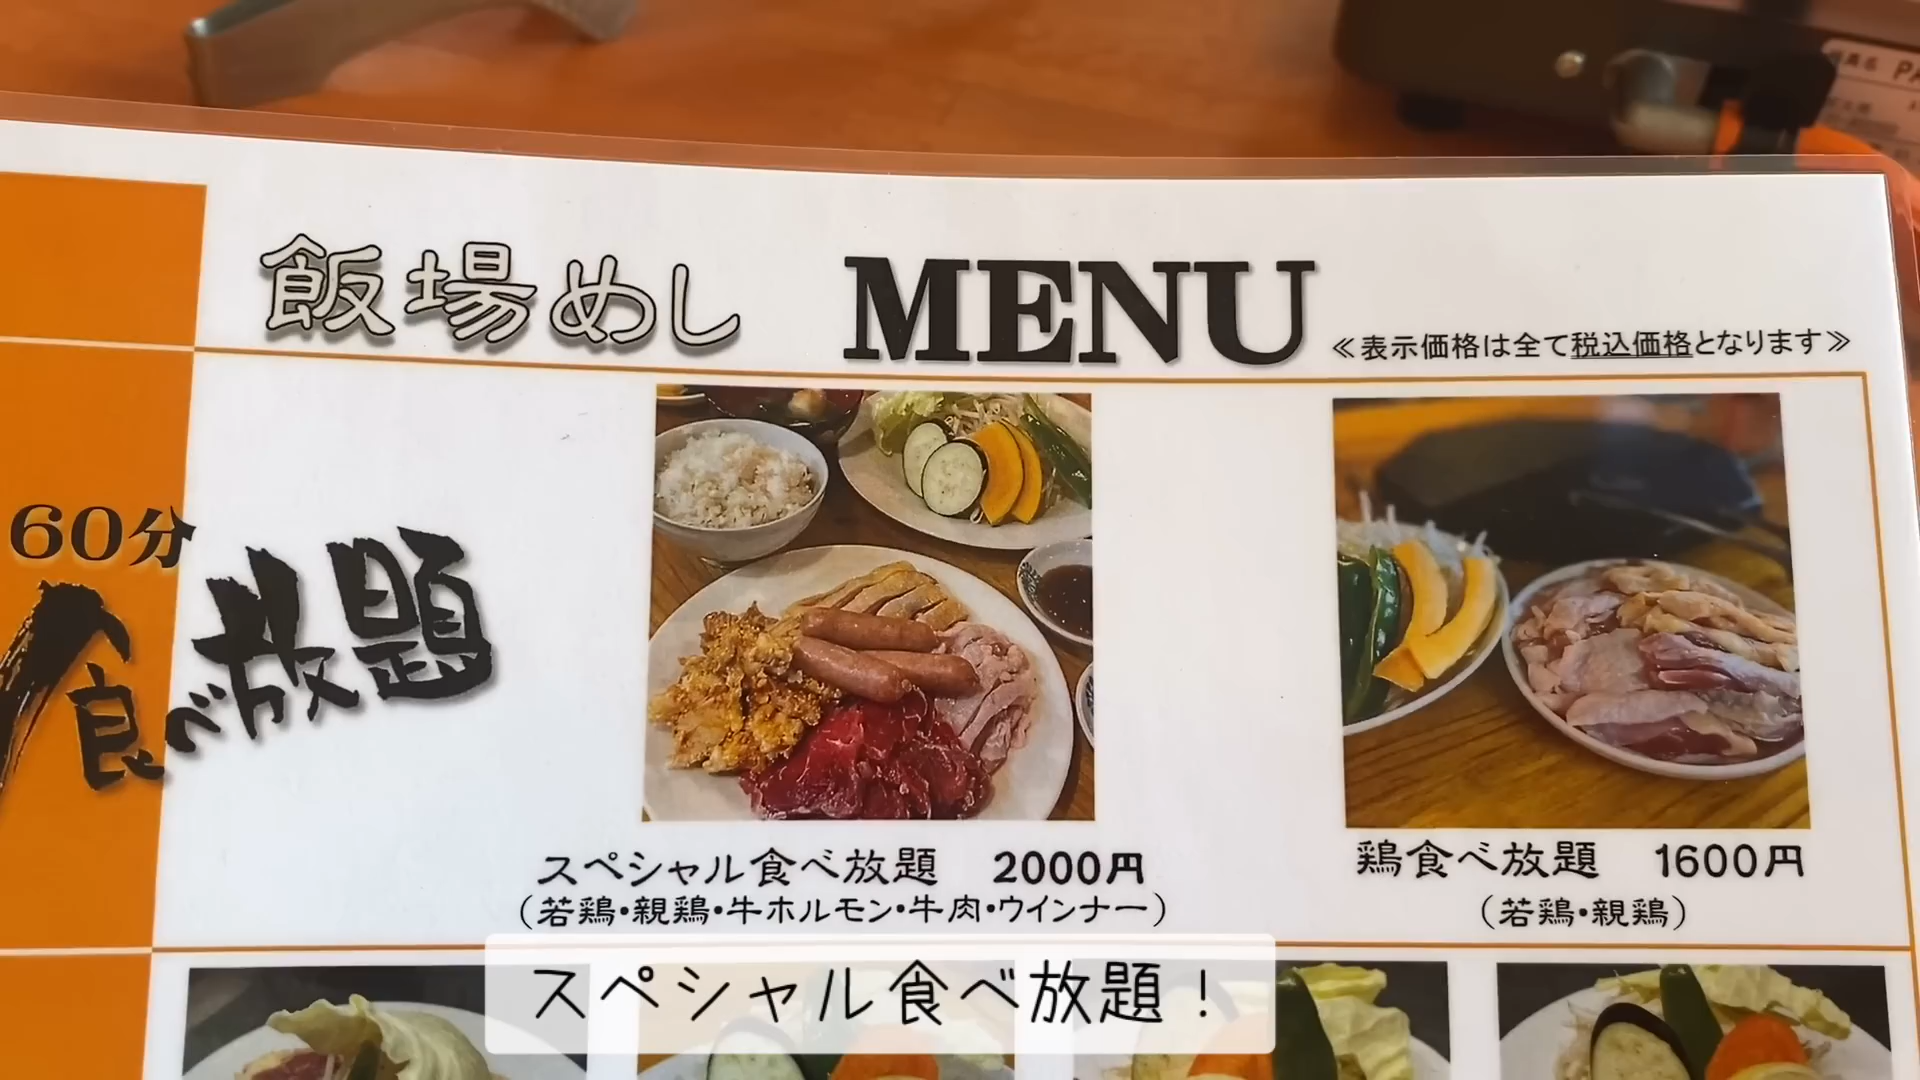 飯場めし MENU ≪表示価格は全て税込価格となります≫
60分
食べ放題
スペシャル食べ放題 2000円
(若鶏・親鶏・牛ホルモン・牛肉・ウインナー)
鶏食べ放題 1600円
(若鶏・親鶏)
スペシャル食べ放題！